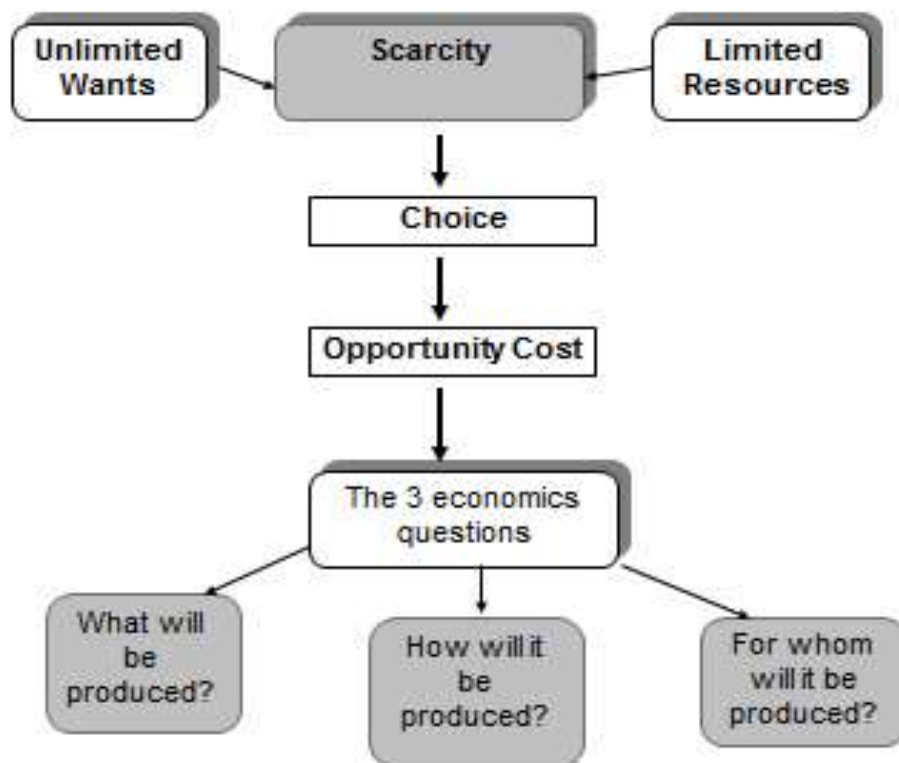 Unlimited
Wants
Scarcity
Limited
Resources
Choice
Opportunity Cost
The 3 economics
questions
What will
be
produced?
How will it
be
produced?
For whom
will it be
produced?